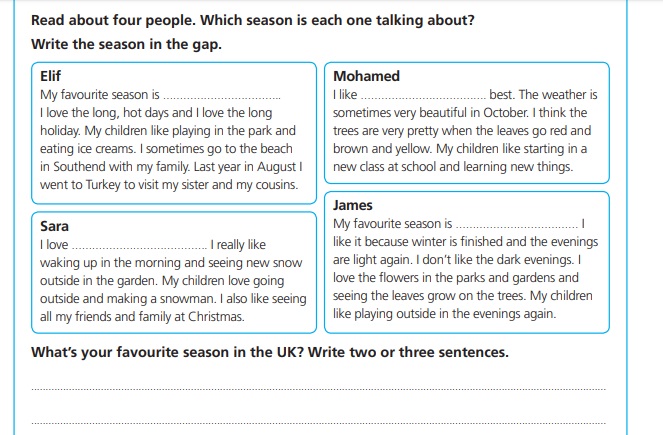 Read about four people. Which season is each one talking about?
Write the season in the gap.
Elif
My favourite season is ...................................
I love the long, hot days and I love the long
holiday. My children like playing in the park and
eating ice creams. I sometimes go to the beach
in Southend with my family. Last year in August I
went to Turkey to visit my sister and my cousins.
Sara
I love ........................................ I really like
waking up in the morning and seeing new snow
outside in the garden. My children love going
outside and making a snowman. I also like seeing
all my friends and family at Christmas.
Mohamed
I like ..................................... best. The weather is
sometimes very beautiful in October. I think the
trees are very pretty when the leaves go red and
brown and yellow. My children like starting in a
new class at school and learning new things.
James
My favourite season is .................................... I
like it because winter is finished and the evenings
are light again. I don't like the dark evenings. I
love the flowers in the parks and gardens and
seeing the leaves grow on the trees. My children
like playing outside in the evenings again.
What's your favourite season in the UK? Write two or three sentences.